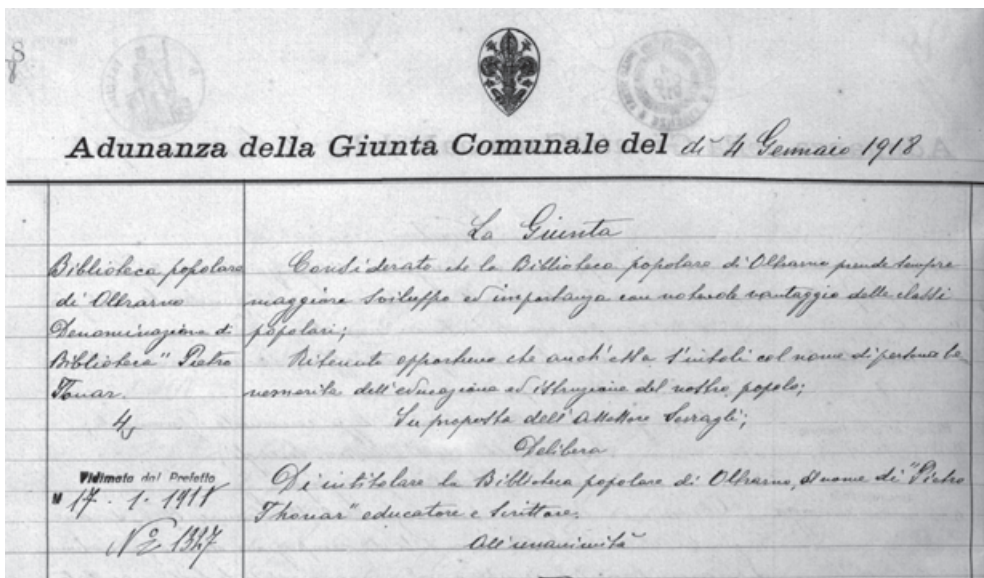 Adunanza della Giunta Comunale del dì 4 Gennaio 1918
La Giunta
Biblioteca popolare
di Oltrarno
Denominazione di
Biblioteca "Pietro
Thouar.
4
Vidimata dal Prefetto
17. 1. 1918
No 1327
Considerato che la Biblioteca popolare di Oltrarno prende sempre
maggiore sviluppo ed importanza con notevole vantaggio delle classi
popolari;
Ritenuto opportuno che anch'essa s'intitoli col nome di persona be
nemerita dell'educazione ed istruzione del nostro popolo;
Su proposta dell'Assessore Serragli;
Delibera
Di intitolare la Biblioteca popolare di Oltrarno, al nome di "Pietro
Thouar" educatore e scrittore.
All'unanimità